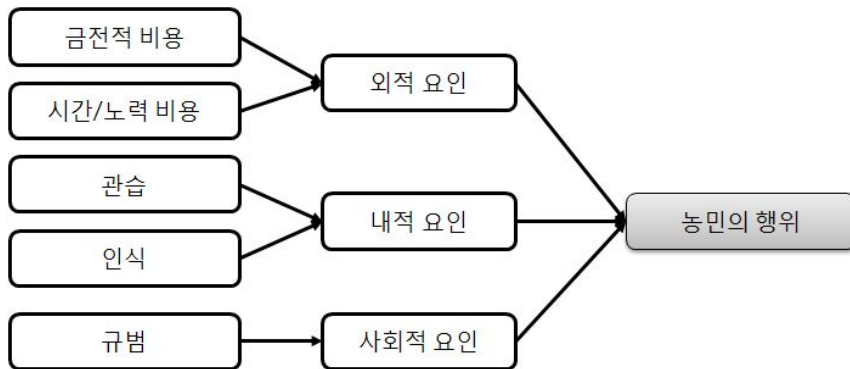 금전적 비용
시간/노력 비용
관습
인식
규범
외적 요인
내적 요인
사회적 요인
농민의 행위